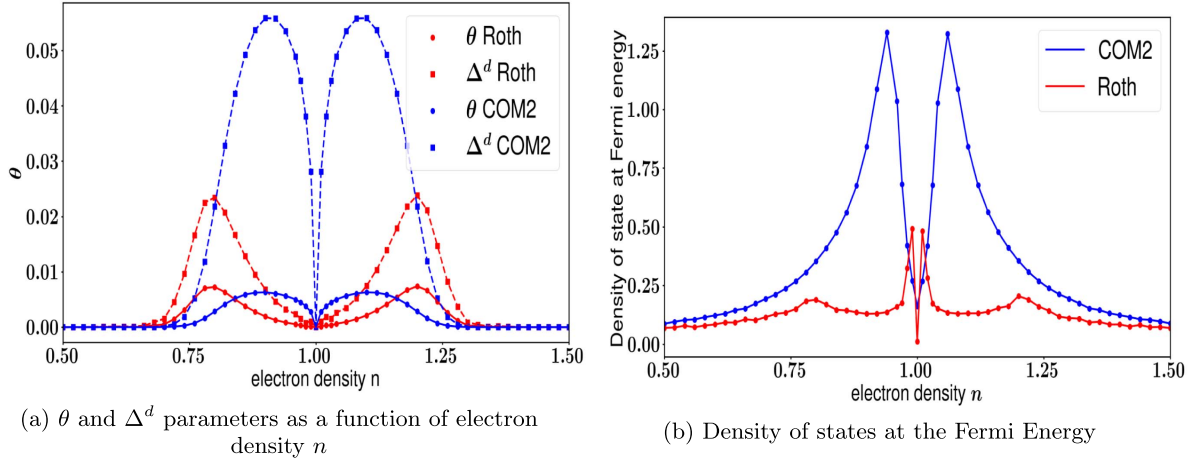 θ Roth
Δᵈ Roth
θ COM2
Δᵈ COM2
0.05
0.04
0.03
0.02
0.01
0.00
θ
0.50
0.75
1.00
1.25
1.50
electron density n
(a) θ and Δᵈ parameters as a function of electron
density n
COM2
Roth
1.25
1.00
0.75
0.50
0.25
0.00
Density of state at Fermi energy
0.50
0.75
1.00
1.25
1.50
electron density n
(b) Density of states at the Fermi Energy